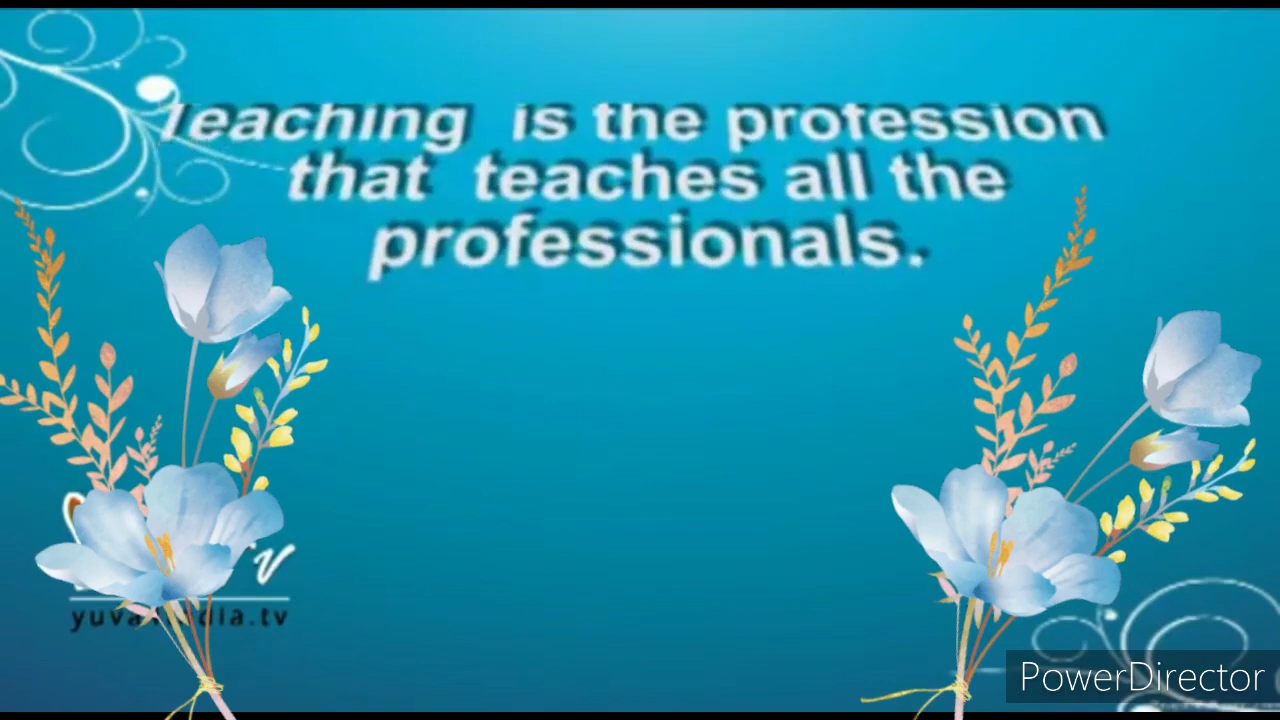 Teaching is the profession
that teaches all the
professionals.
PowerDirector